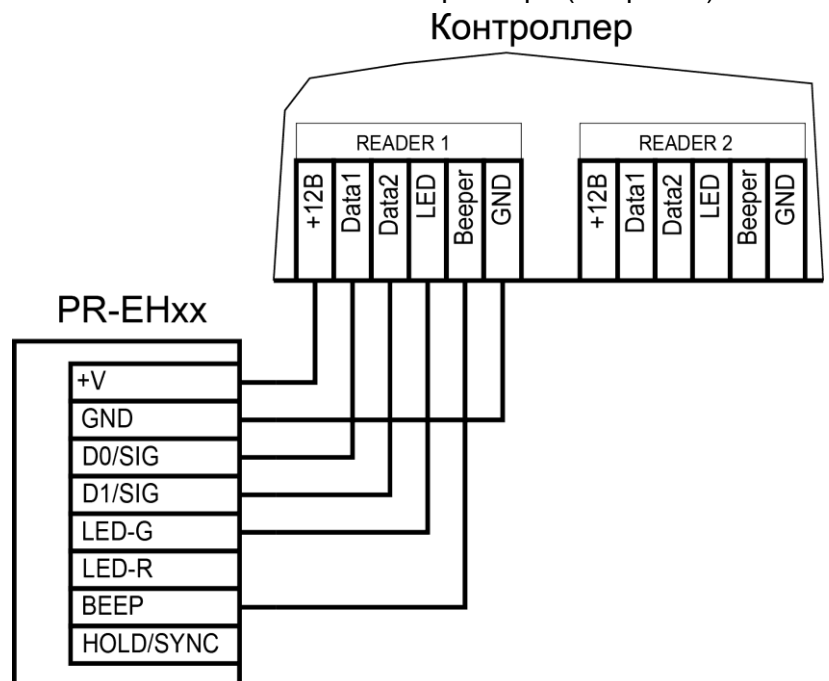 Контроллер
READER 1
READER 2
+12В
Data1
Data2
LED
Beeper
GND
+12В
Data1
Data2
LED
Beeper
GND
PR-EHxx
+V
GND
D0/SIG
D1/SIG
LED-G
LED-R
BEEP
HOLD/SYNC